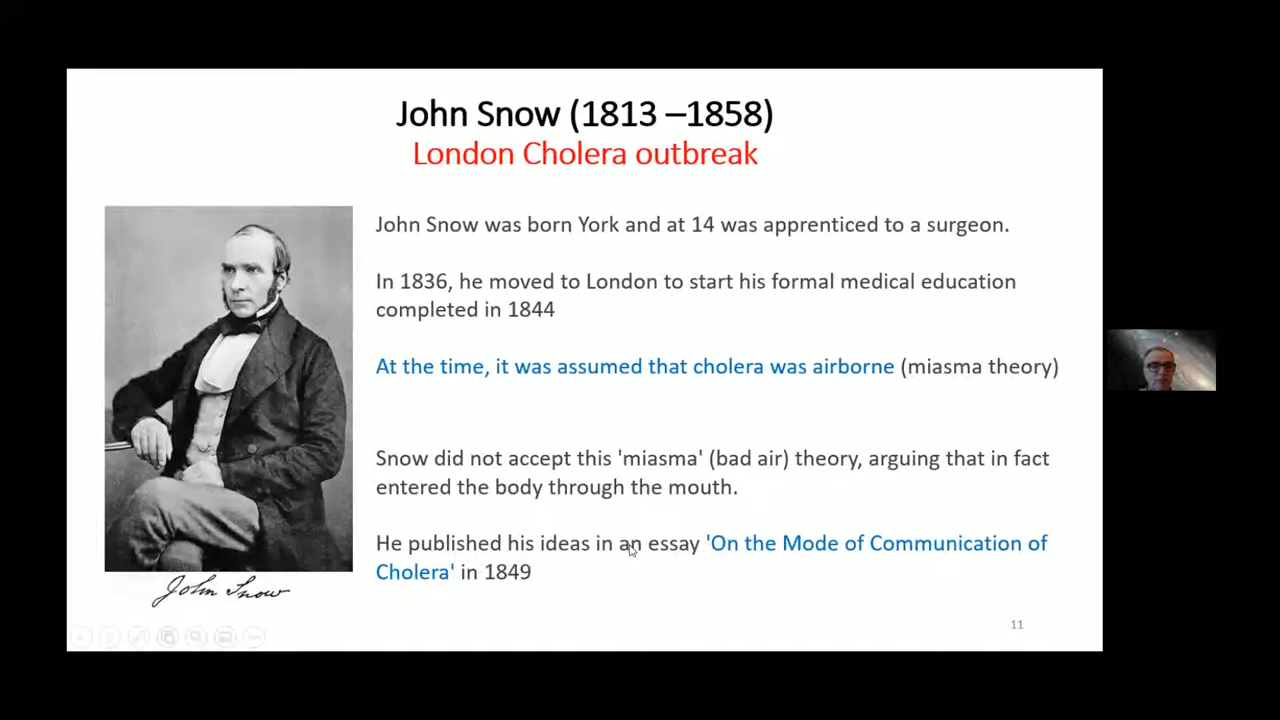 John Snow (1813 –1858)
London Cholera outbreak
John Snow was born York and at 14 was apprenticed to a surgeon.
In 1836, he moved to London to start his formal medical education
completed in 1844
At the time, it was assumed that cholera was airborne (miasma theory)
Snow did not accept this 'miasma' (bad air) theory, arguing that in fact
entered the body through the mouth.
He published his ideas in an essay 'On the Mode of Communication of
Cholera' in 1849
John Snow
11